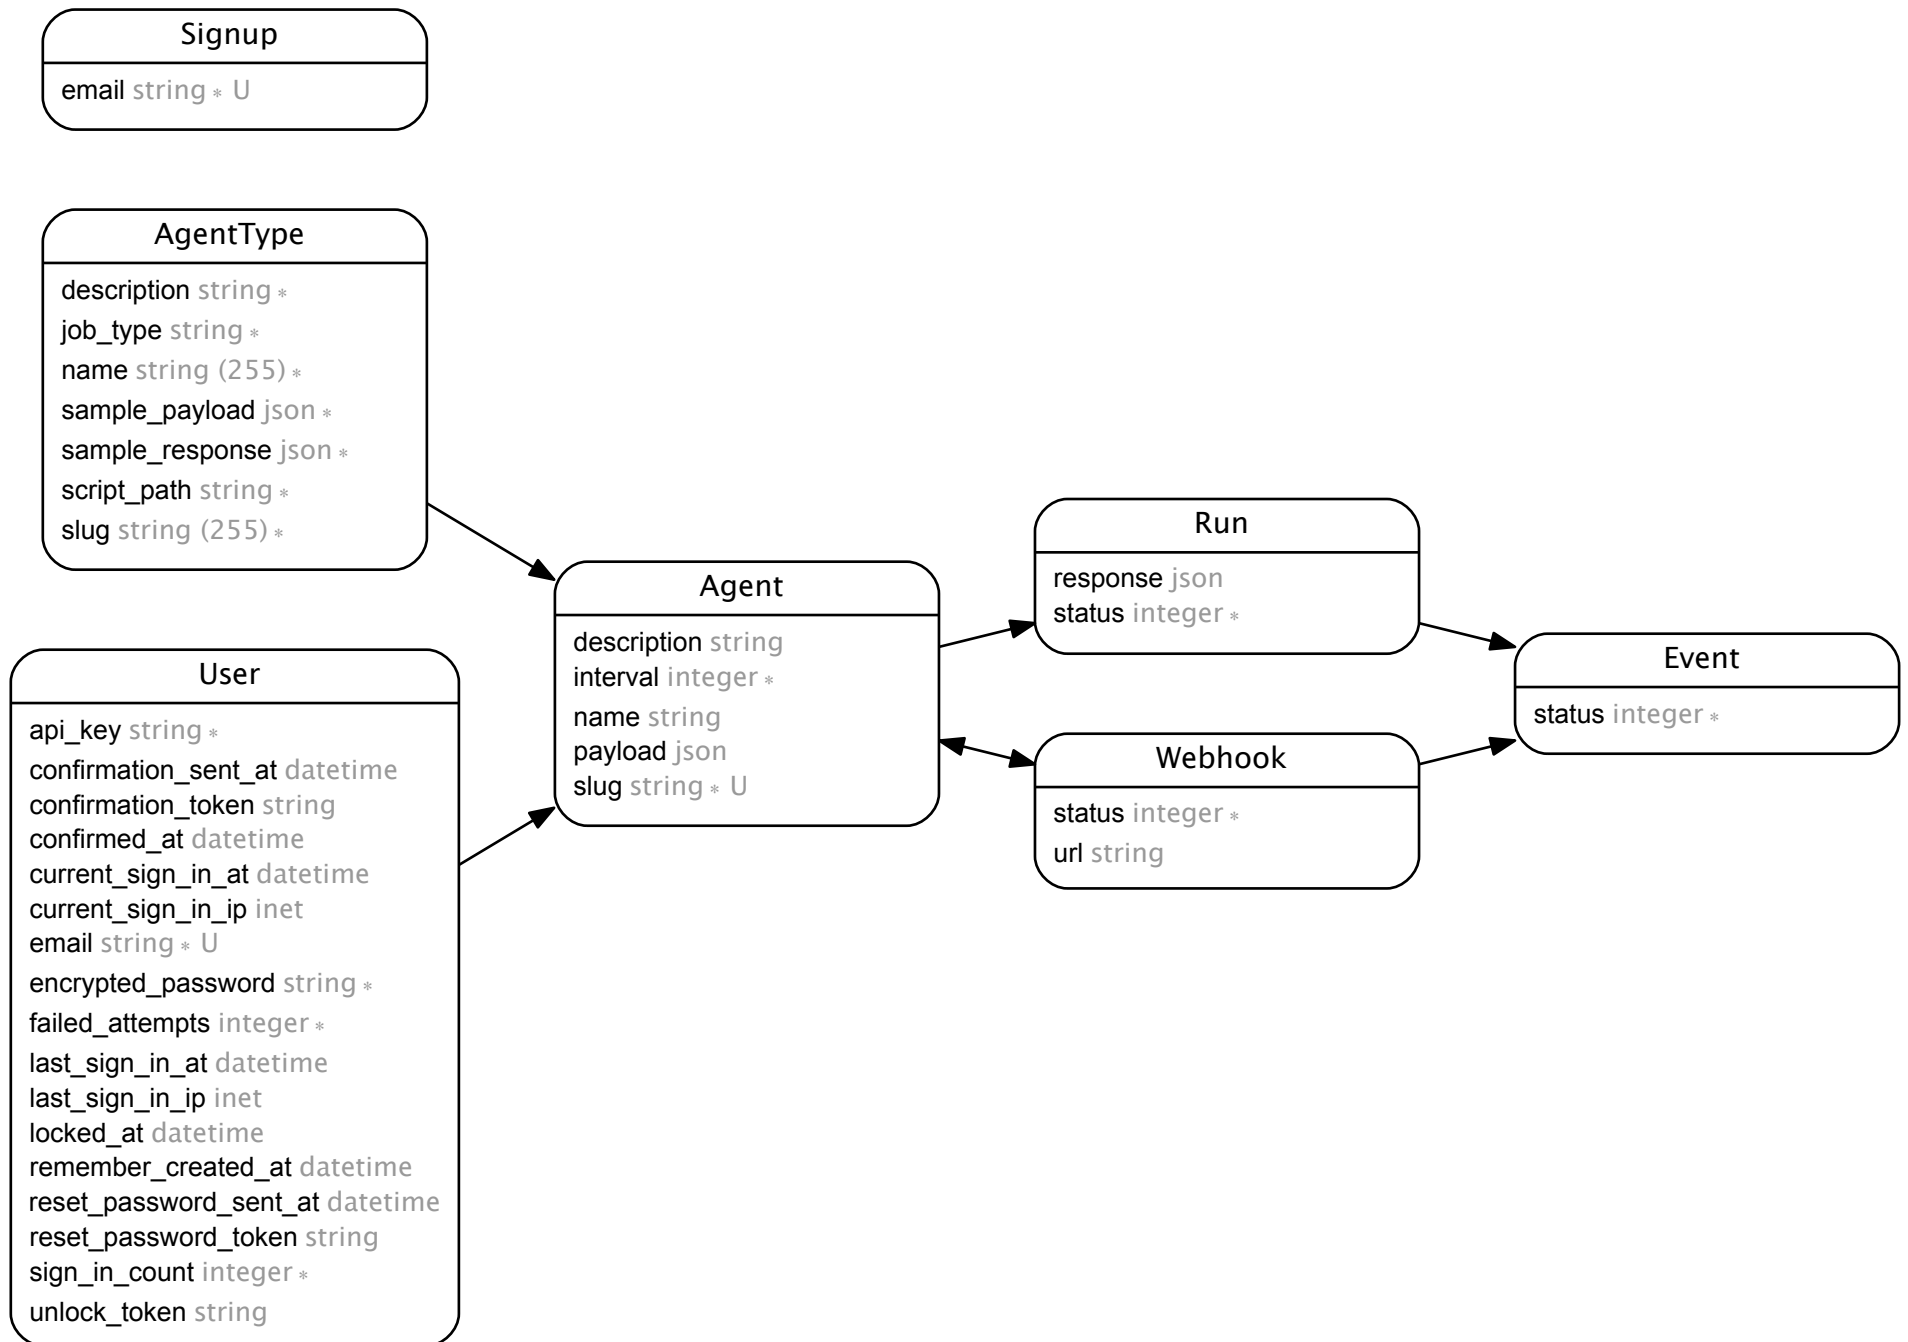 Signup
email string * U
AgentType
description string *
job_type string *
name string (255) *
sample_payload json *
sample_response json *
script_path string *
slug string (255) *
User
api_key string *
confirmation_sent_at datetime
confirmation_token string
confirmed_at datetime
current_sign_in_at datetime
current_sign_in_ip inet
email string * U
encrypted_password string *
failed_attempts integer *
last_sign_in_at datetime
last_sign_in_ip inet
locked_at datetime
remember_created_at datetime
reset_password_sent_at datetime
reset_password_token string
sign_in_count integer *
unlock_token string
Agent
description string
interval integer *
name string
payload json
slug string * U
Run
response json
status integer *
Webhook
status integer *
url string
Event
status integer *